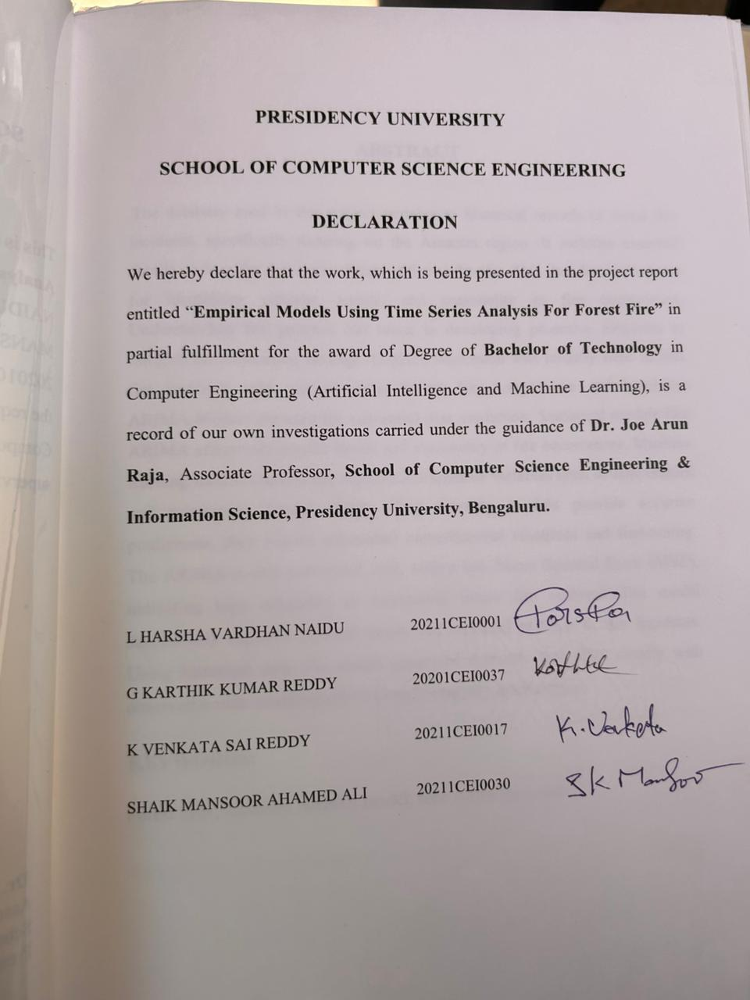 PRESIDENCY UNIVERSITY
SCHOOL OF COMPUTER SCIENCE ENGINEERING
DECLARATION
We hereby declare that the work, which is being presented in the project report
entitled “Empirical Models Using Time Series Analysis For Forest Fire” in
partial fulfillment for the award of Degree of Bachelor of Technology in
Computer Engineering (Artificial Intelligence and Machine Learning), is a
record of our own investigations carried under the guidance of Dr. Joe Arun
Raja, Associate Professor, School of Computer Science Engineering &
Information Science, Presidency University, Bengaluru.
L HARSHA VARDHAN NAIDU 20211CEI0001
G KARTHIK KUMAR REDDY 20201CEI0037
K VENKATA SAI REDDY 20211CEI0017 K.Venkata
SHAIK MANSOOR AHAMED ALI 20211CEI0030 SK Mansoor